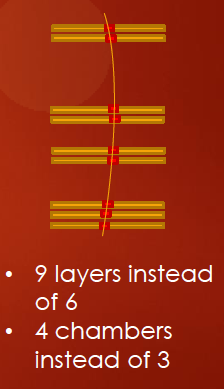 • 9 layers instead
of 6
• 4 chambers
instead of 3